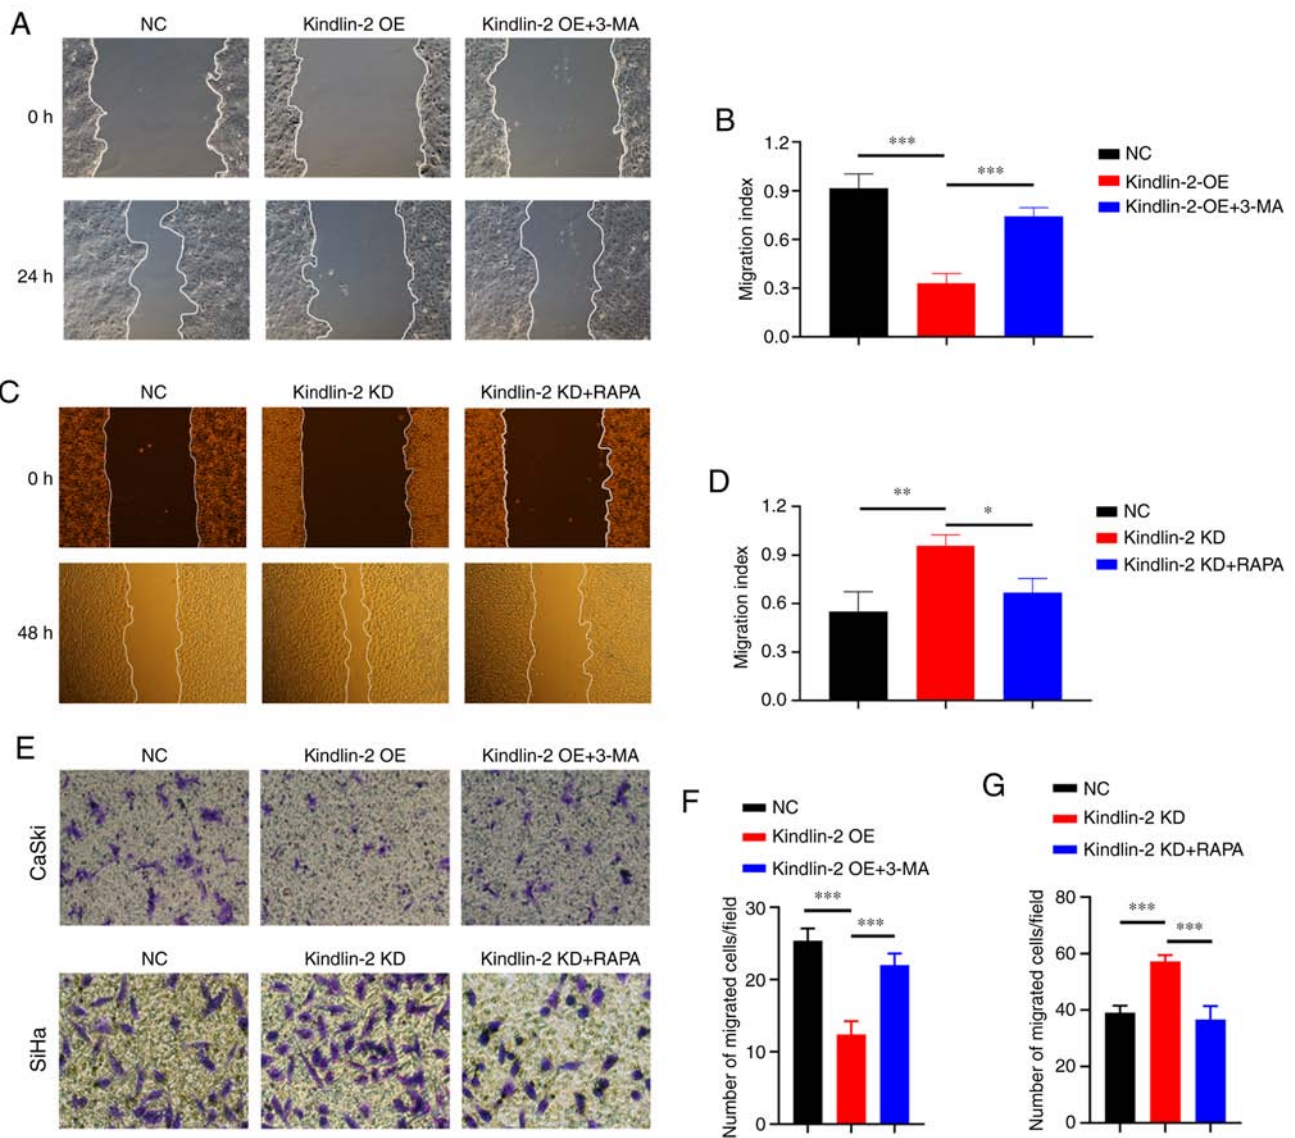 A
NC
Kindlin-2 OE
Kindlin-2 OE+3-MA
0 h
24 h
B
1.2
0.9
0.6
0.3
0.0
Migration index
***
***
NC
Kindlin-2-OE
Kindlin-2-OE+3-MA
C
NC
Kindlin-2 KD
Kindlin-2 KD+RAPA
0 h
48 h
D
1.2
0.9
0.6
0.3
0.0
Migration index
**
*
NC
Kindlin-2 KD
Kindlin-2 KD+RAPA
E
NC
Kindlin-2 OE
Kindlin-2 OE+3-MA
CaSki
NC
Kindlin-2 KD
Kindlin-2 KD+RAPA
SiHa
F
NC
Kindlin-2 OE
Kindlin-2 OE+3-MA
30
20
10
0
Number of migrated cells/field
***
***
G
NC
Kindlin-2 KD
Kindlin-2 KD+RAPA
80
60
40
20
0
Number of migrated cells/field
***
***